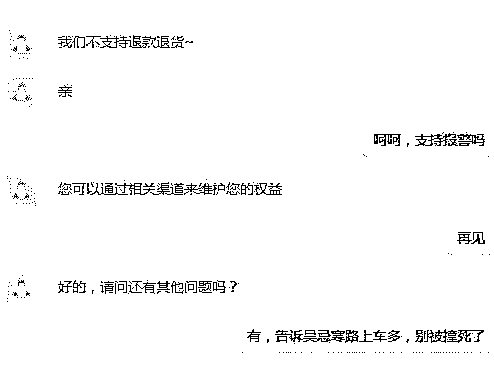 我们不支持退款退货~
亲
呵呵，支持报警吗
您可以通过相关渠道来维护您的权益
再见
好的，请问还有其他问题吗？
有，告诉吴忌寒路上车多，别被撞死了